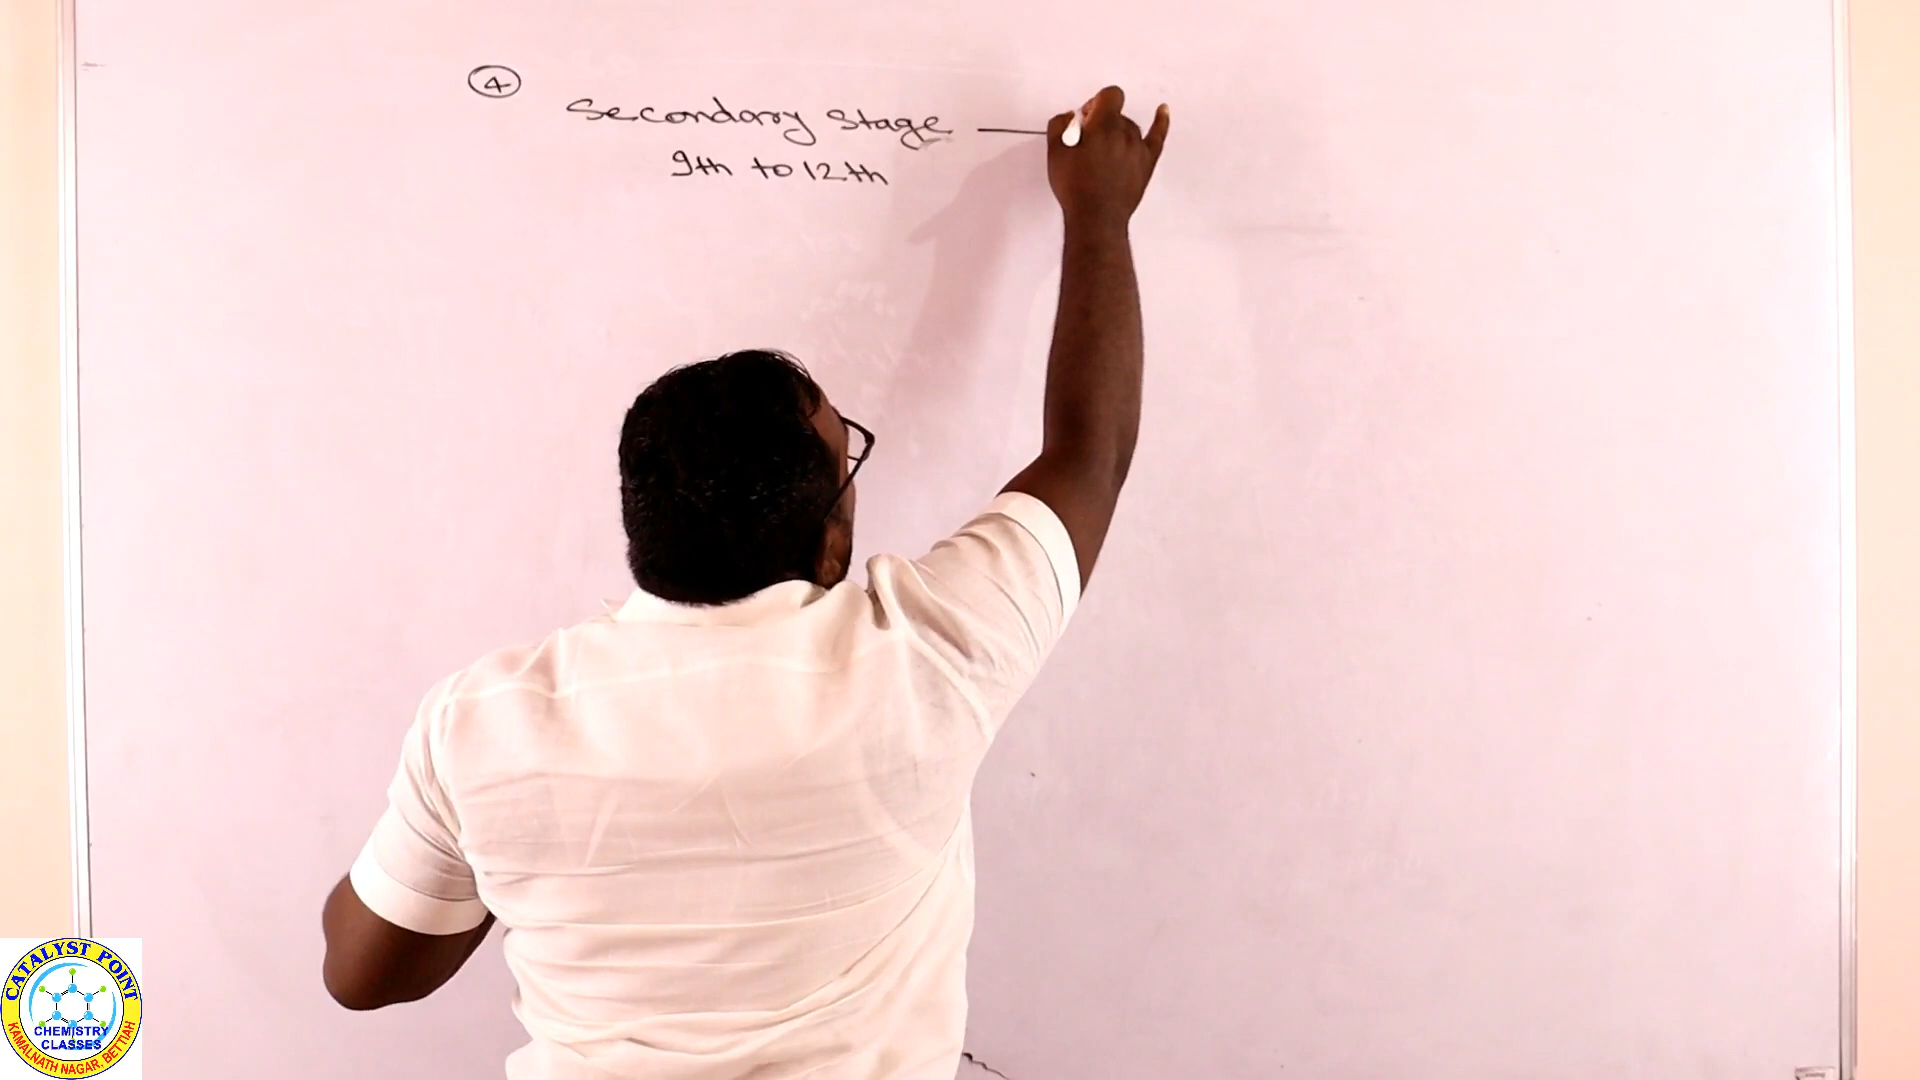 4
Secondary Stage —
9th to 12th
CATALYST POINT
CHEMISTRY
CLASSES
KAMALNATH NAGAR, BETTIAH